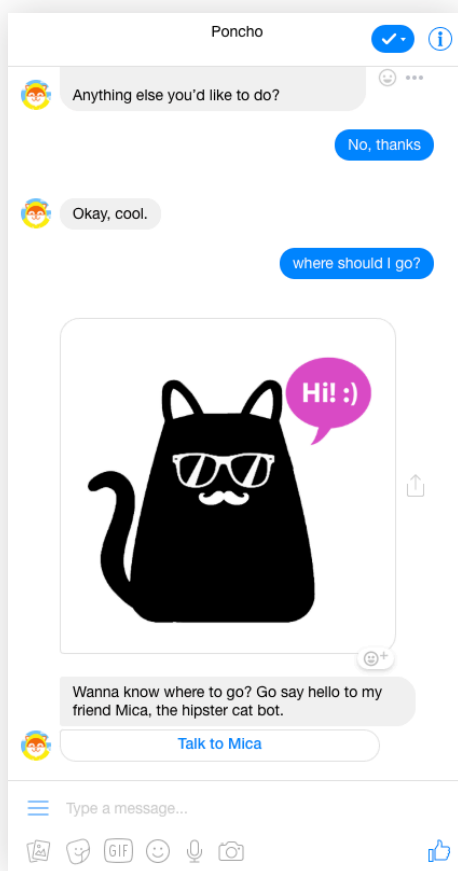 Poncho
Anything else you'd like to do?
No, thanks
Okay, cool.
where should I go?
Hi! :)
Wanna know where to go? Go say hello to my
friend Mica, the hipster cat bot.
Talk to Mica
Type a message...
GIF